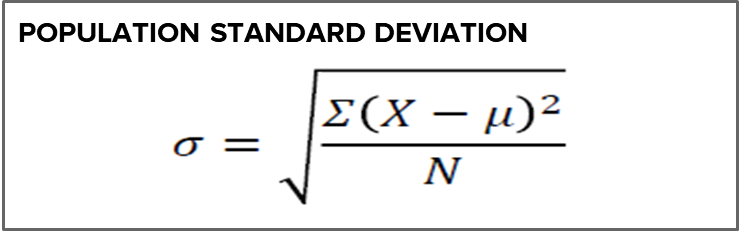 POPULATION STANDARD DEVIATION
σ = √(Σ(X − μ)² / N)